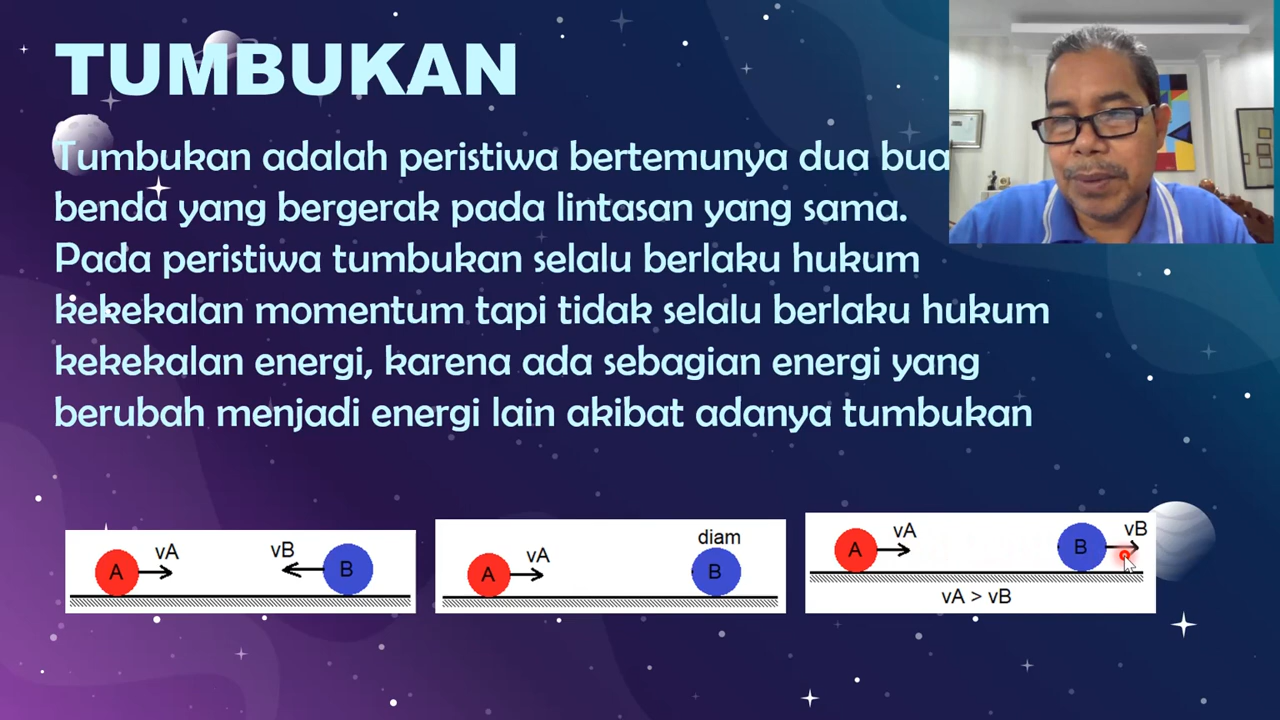 TUMBUKAN
Tumbukan adalah peristiwa bertemunya dua bua
benda yang bergerak pada lintasan yang sama.
Pada peristiwa tumbukan selalu berlaku hukum
kekekalan momentum tapi tidak selalu berlaku hukum
kekekalan energi, karena ada sebagian energi yang
berubah menjadi energi lain akibat adanya tumbukan
vA
vB
A
B
vA
diam
A
B
vA
vB
A
B
vA > vB